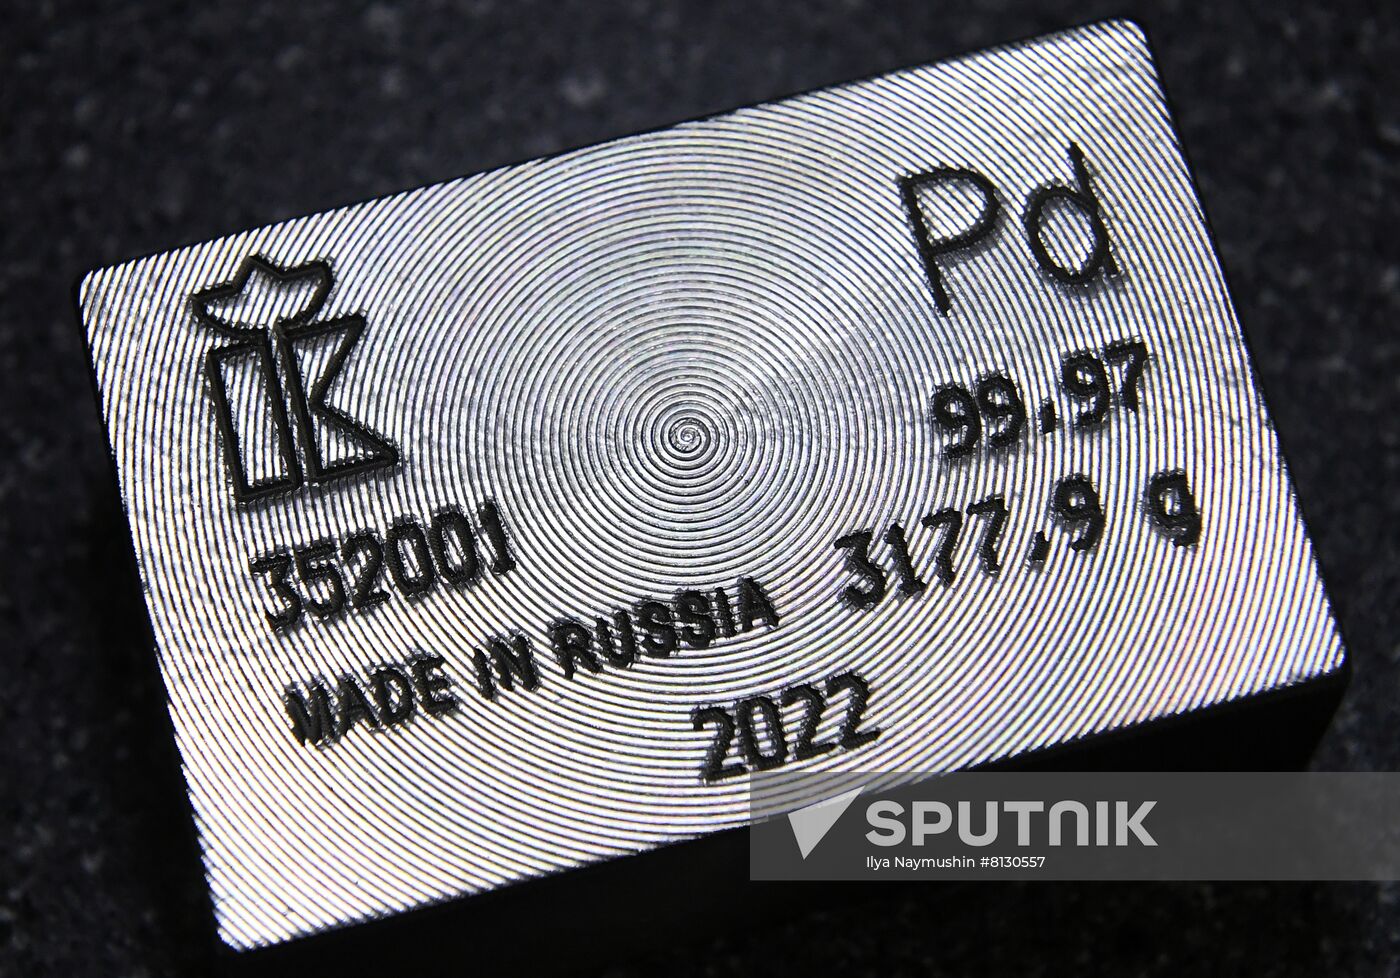 Pd
99.97
352001
3177.9 g
MADE IN RUSSIA
2022
SPUTNIK
Ilya Naymushin #8130557